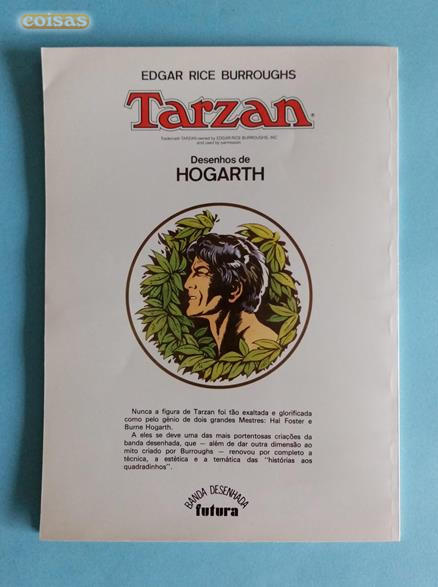 coisas
EDGAR RICE BURROUGHS
Tarzan®
Trademark TARZAN owned by EDGAR RICE BURROUGHS, INC.
and used by permission
Desenhos de
HOGARTH
Nunca a figura de Tarzan foi tão exaltada e glorificada
como pelo génio de dois grandes Mestres: Hal Foster e
Burne Hogarth.
A eles se deve uma das mais portentosas criações da
banda desenhada, que — além de dar outra dimensão ao
mito criado por Burroughs — renovou por completo a
técnica, a estética e a temática das "histórias aos
quadradinhos".
BANDA DESENHADA
futura